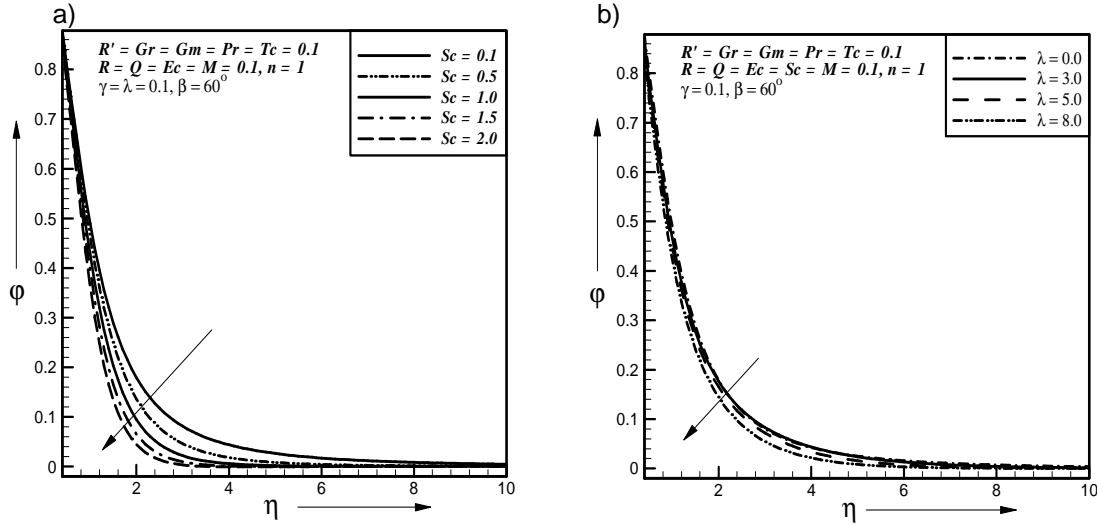 a)
R' = Gr = Gm = Pr = Tc = 0.1
R = Q = Ec = M = 0.1, n = 1
γ = λ = 0.1, β = 60°
Sc = 0.1
Sc = 0.5
Sc = 1.0
Sc = 1.5
Sc = 2.0
0.8
0.7
0.6
0.5
0.4
0.3
0.2
0.1
0
φ
2
4
6
8
10
η
b)
R' = Gr = Gm = Pr = Tc = 0.1
R = Q = Ec = Sc = M = 0.1, n = 1
γ = 0.1, β = 60°
λ = 0.0
λ = 3.0
λ = 5.0
λ = 8.0
0.8
0.7
0.6
0.5
0.4
0.3
0.2
0.1
0
φ
2
4
6
8
10
η